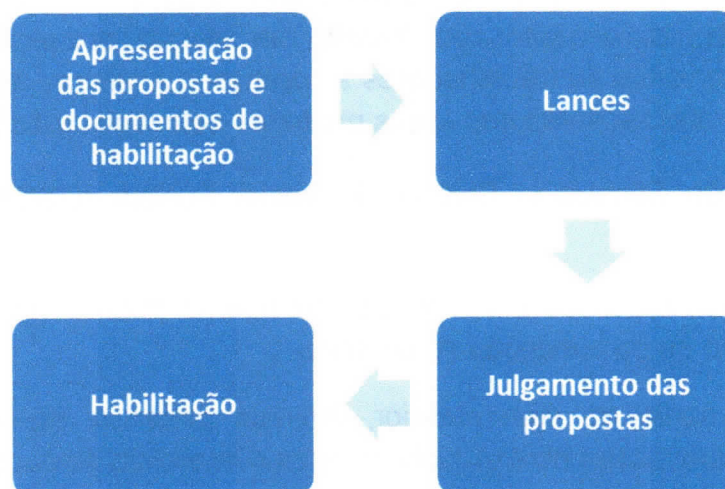 Apresentação
das propostas e
documentos de
habilitação
Lances
Julgamento das
propostas
Habilitação